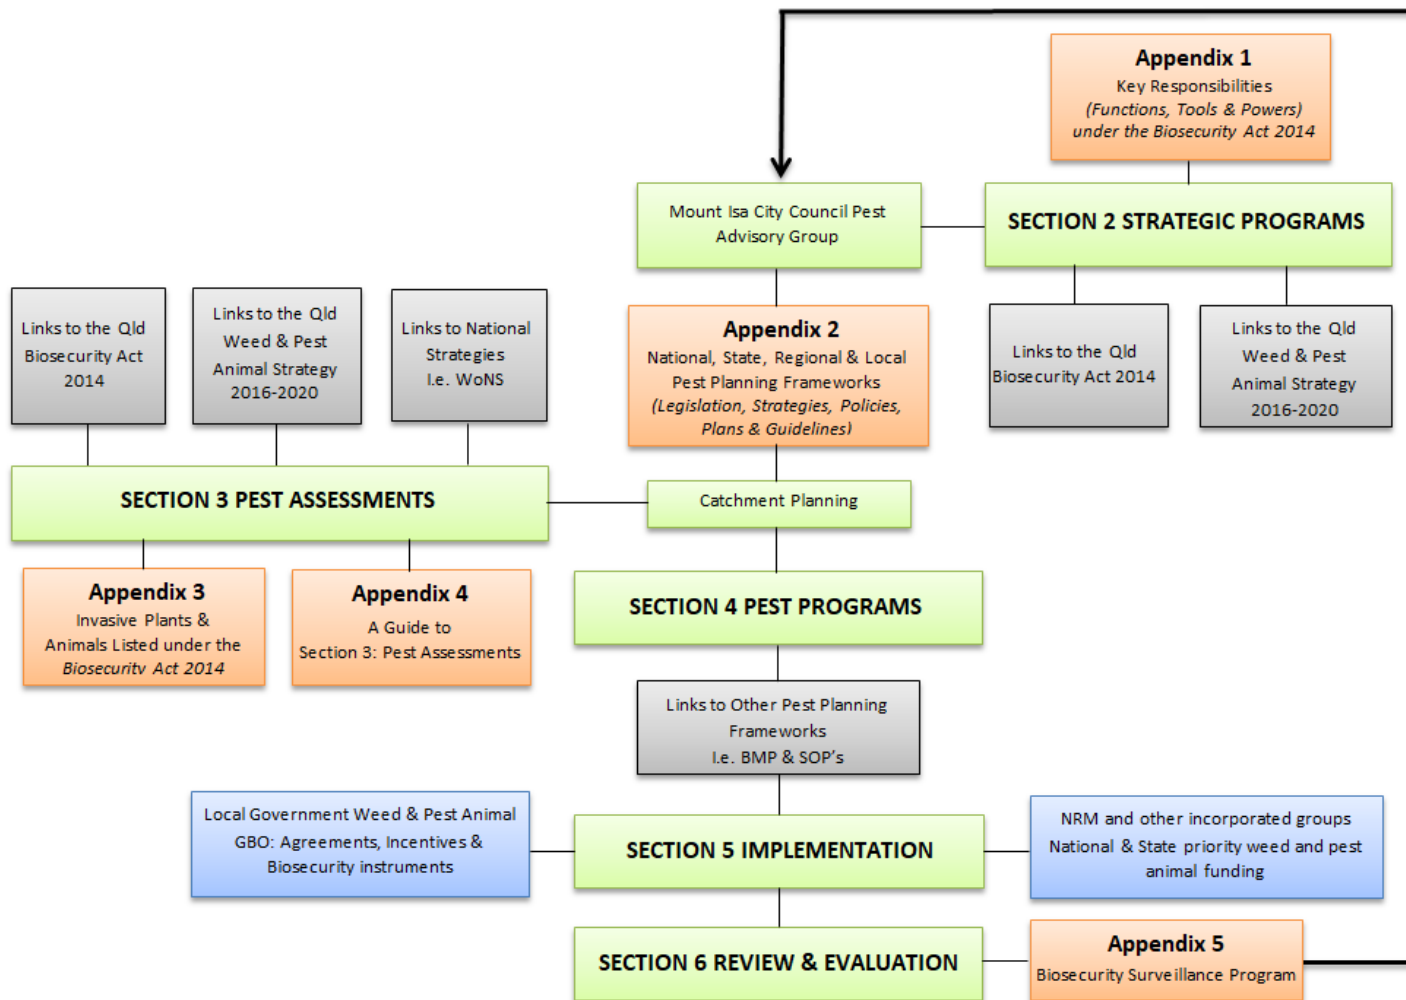 Appendix 1
Key Responsibilities
(Functions, Tools & Powers)
under the Biosecurity Act 2014
Mount Isa City Council Pest
Advisory Group
SECTION 2 STRATEGIC PROGRAMS
Links to the Qld
Biosecurity Act
2014
Links to the Qld
Weed & Pest
Animal Strategy
2016-2020
Links to National
Strategies
I.e. WoNS
Appendix 2
National, State, Regional & Local
Pest Planning Frameworks
(Legislation, Strategies, Policies,
Plans & Guidelines)
Links to the Qld
Biosecurity Act 2014
Links to the Qld
Weed & Pest
Animal Strategy
2016-2020
SECTION 3 PEST ASSESSMENTS
Catchment Planning
Appendix 3
Invasive Plants &
Animals Listed under the
Biosecurity Act 2014
Appendix 4
A Guide to
Section 3: Pest Assessments
SECTION 4 PEST PROGRAMS
Links to Other Pest Planning
Frameworks
I.e. BMP & SOP's
Local Government Weed & Pest Animal
GBO: Agreements, Incentives &
Biosecurity instruments
SECTION 5 IMPLEMENTATION
NRM and other incorporated groups
National & State priority weed and pest
animal funding
SECTION 6 REVIEW & EVALUATION
Appendix 5
Biosecurity Surveillance Program